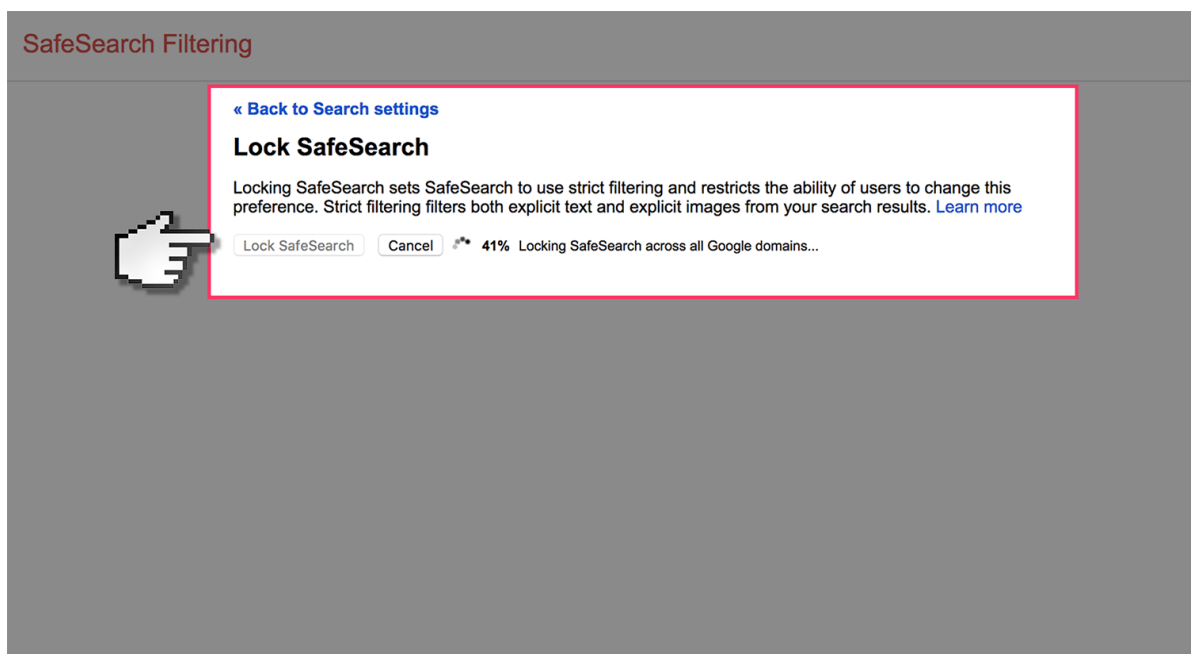 SafeSearch Filtering
« Back to Search settings
Lock SafeSearch
Locking SafeSearch sets SafeSearch to use strict filtering and restricts the ability of users to change this
preference. Strict filtering filters both explicit text and explicit images from your search results. Learn more
Lock SafeSearch Cancel 41% Locking SafeSearch across all Google domains...